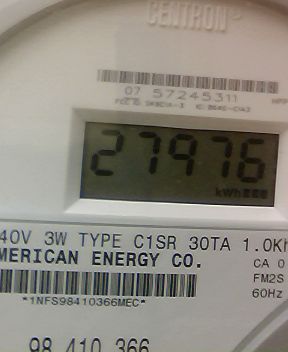 CENTRON®
07 57245311
27976
kWh
40V 3W TYPE C1SR 30TA 1.0Kh
MERICAN ENERGY CO.
CA 0
FM2S
*1NFS98410366MEC*
60Hz
98 410 366